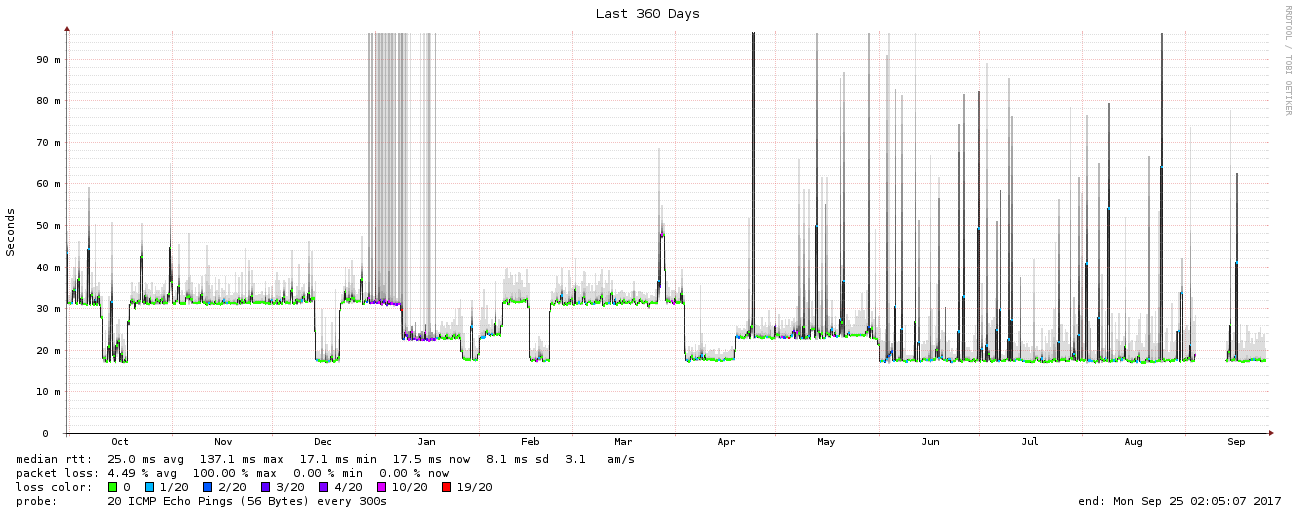 Last 360 Days
RRDTOOL / TOBI OETIKER
Seconds
90 m
80 m
70 m
60 m
50 m
40 m
30 m
20 m
10 m
0
Oct Nov Dec Jan Feb Mar Apr May Jun Jul Aug Sep
median rtt: 25.0 ms avg 137.1 ms max 17.1 ms min 17.5 ms now 8.1 ms sd 3.1 am/s
packet loss: 4.49 % avg 100.00 % max 0.00 % min 0.00 % now
loss color: 0 1/20 2/20 3/20 4/20 10/20 19/20
probe: 20 ICMP Echo Pings (56 Bytes) every 300s end: Mon Sep 25 02:05:07 2017